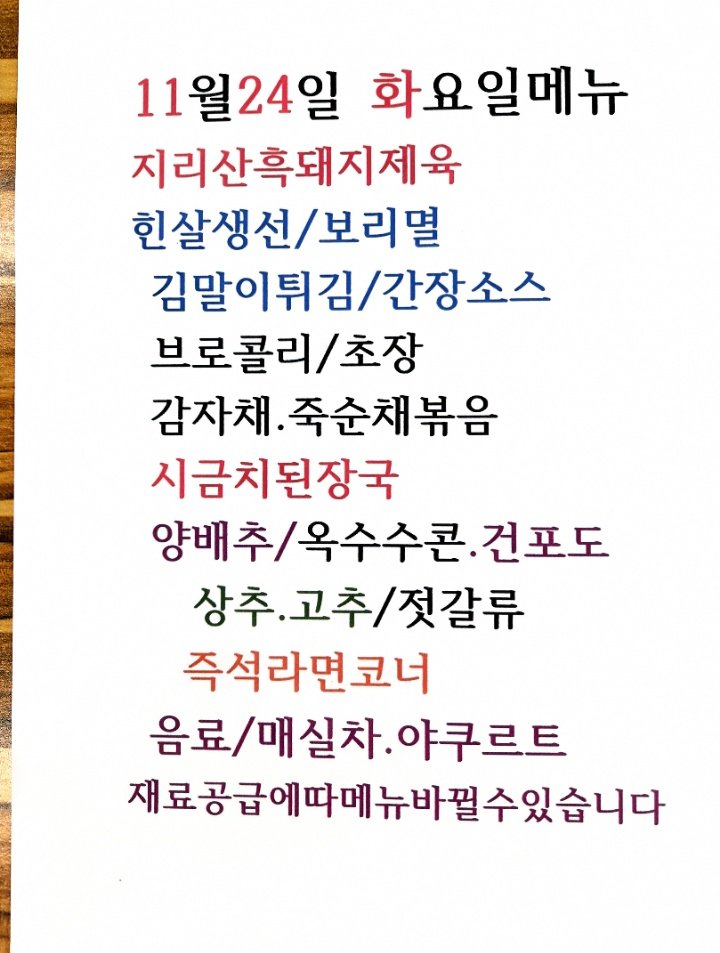 11월24일 화요일메뉴
지리산흑돼지제육
힌살생선/보리멸
김말이튀김/간장소스
브로콜리/초장
감자채.죽순채볶음
시금치된장국
양배추/옥수수콘.건포도
상추.고추/젓갈류
즉석라면코너
음료/매실차.야쿠르트
재료공급에따메뉴바뀔수있습니다